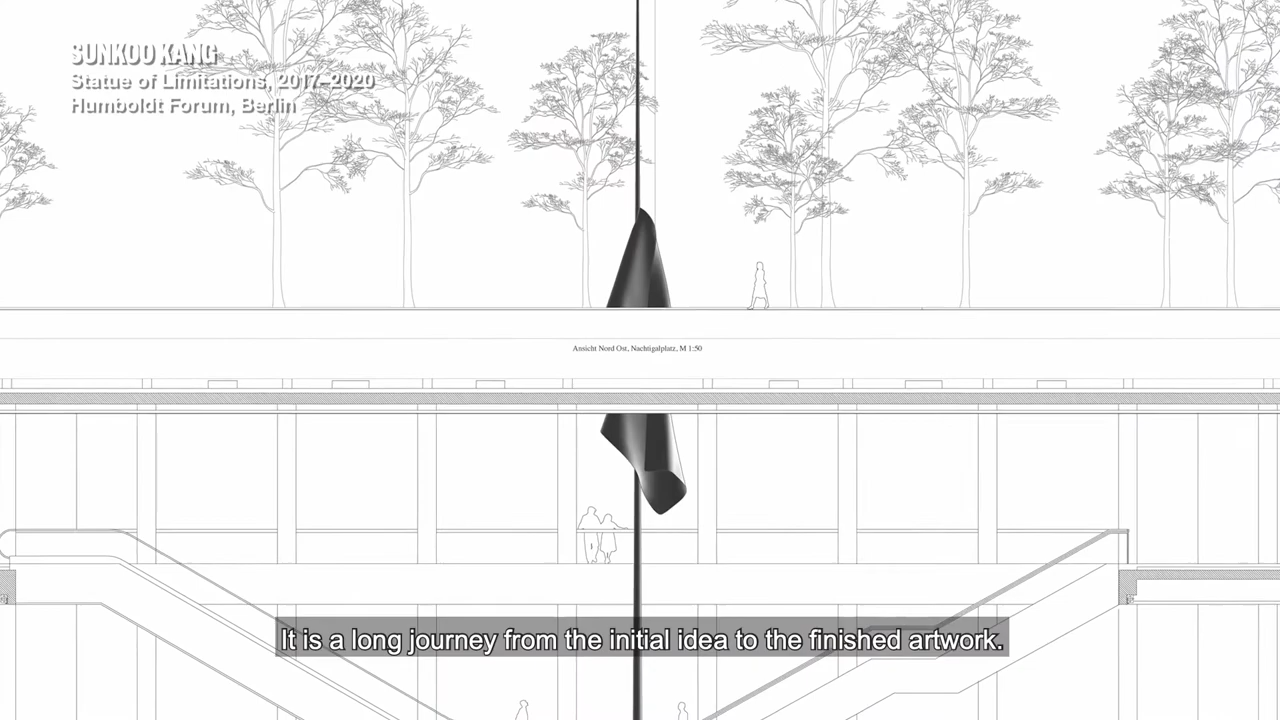 SUNKOO KANG
Statue of Limitations, 2017–2020
Humboldt Forum, Berlin
Ansicht Nord Ost, Nachtigalplatz, M 1:50
It is a long journey from the initial idea to the finished artwork.